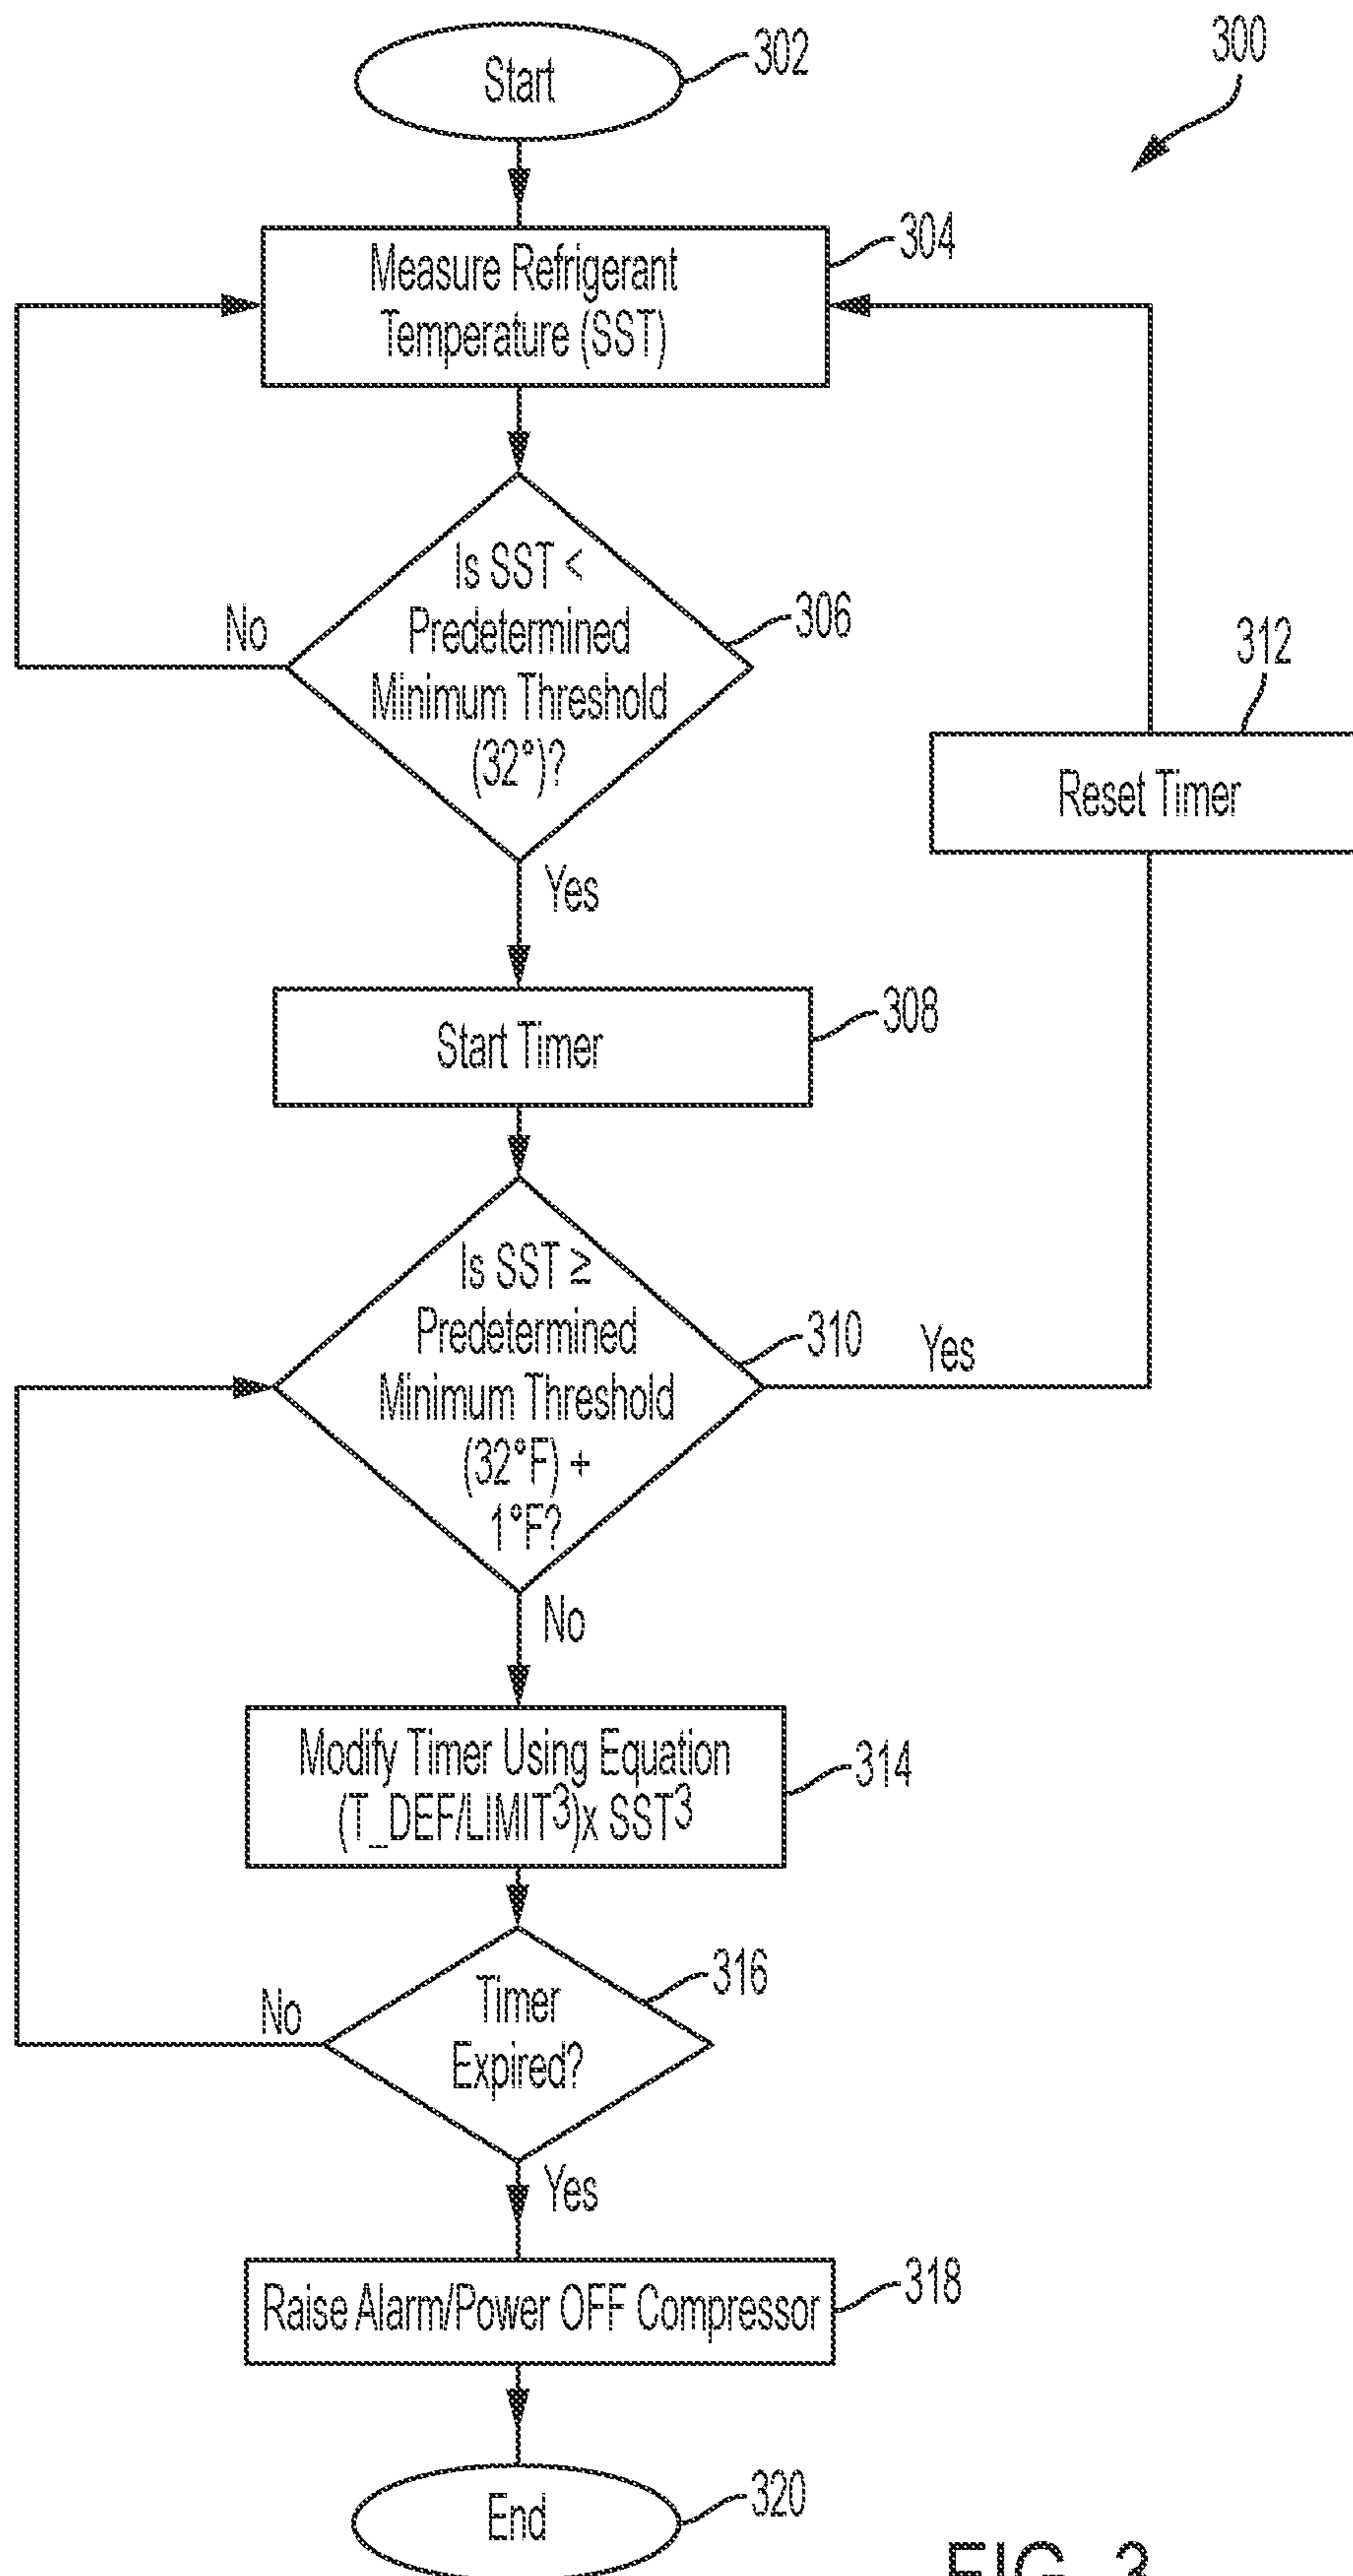 300
Start
302
Measure Refrigerant
Temperature (SST)
304
Is SST <
Predetermined
Minimum Threshold
(32°)?
306
No
Yes
312
Reset Timer
Start Timer
308
Is SST ≥
Predetermined
Minimum Threshold
(32°F) +
1°F?
310
Yes
No
Modify Timer Using Equation
(T_DEF/LIMIT³)x SST³
314
Timer
Expired?
316
No
Yes
Raise Alarm/Power OFF Compressor
318
End
320
FIG. 3